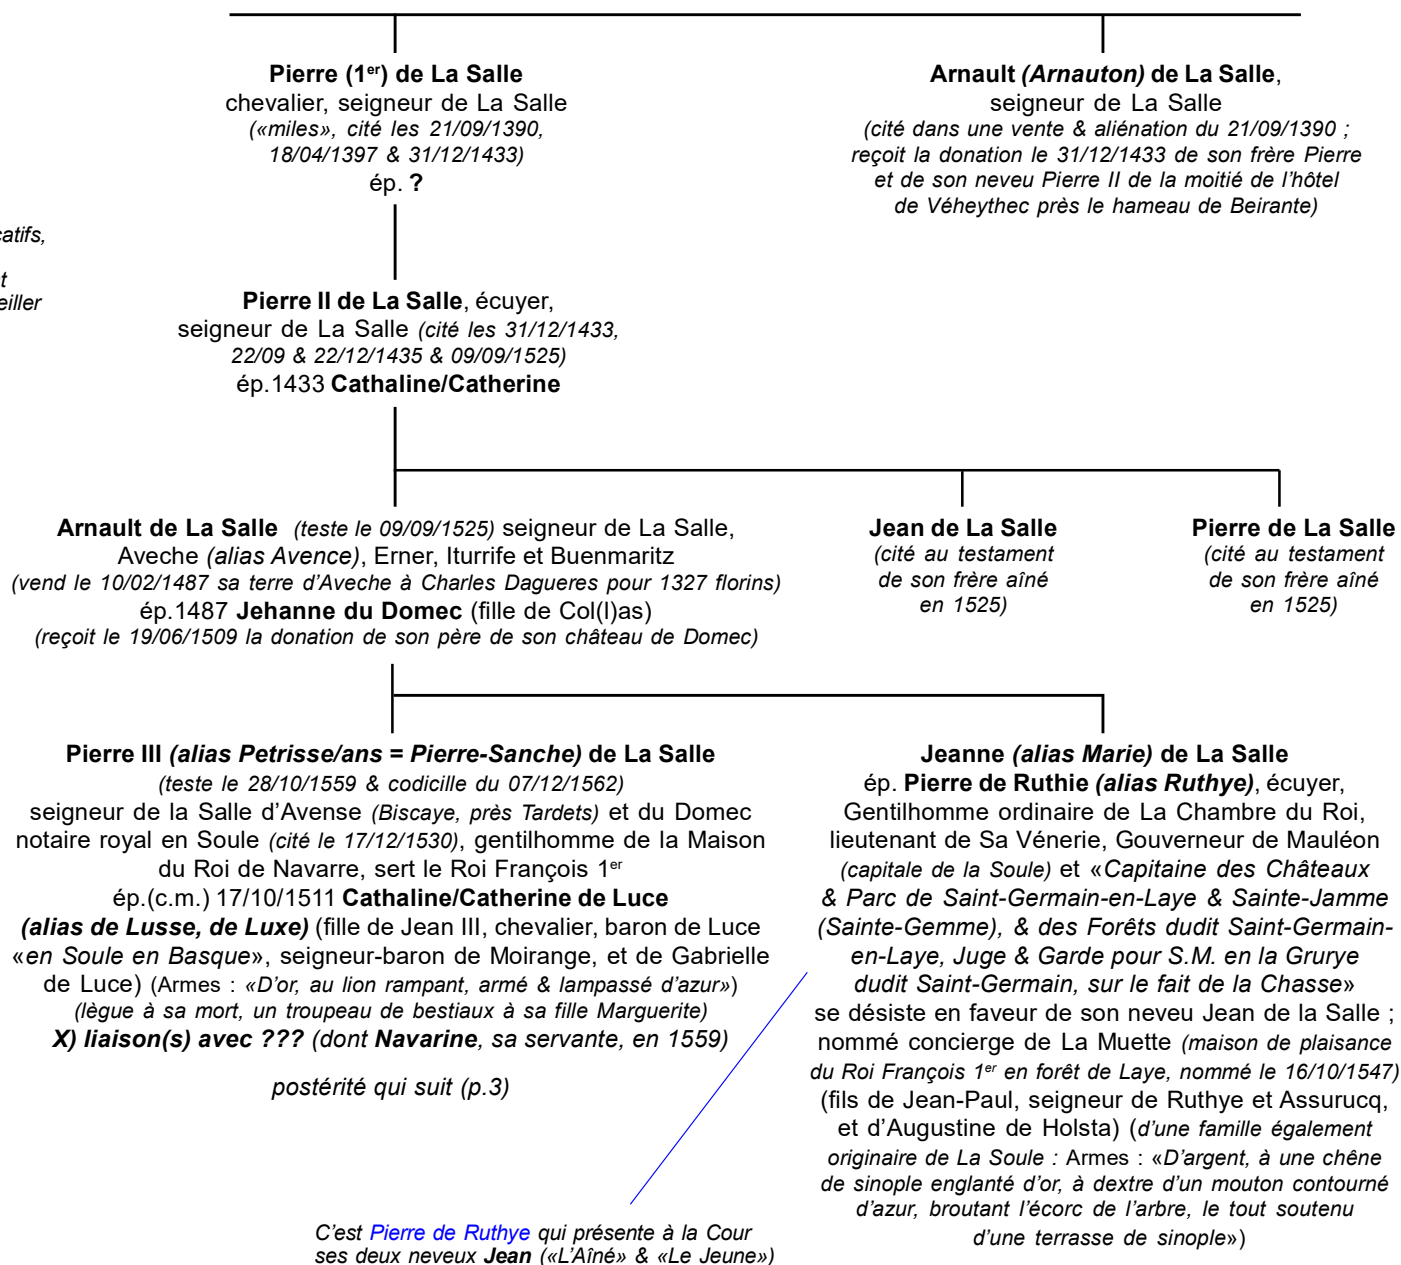 Pierre (1er) de La Salle
chevalier, seigneur de La Salle
(«miles», cité les 21/09/1390,
18/04/1397 & 31/12/1433)
ép. ?
Arnault (Arnauton) de La Salle,
seigneur de La Salle
(cité dans une vente & aliénation du 21/09/1390 ;
reçoit la donation le 31/12/1433 de son frère Pierre
et de son neveu Pierre II de la moitié de l'hôtel
de Véheythec près le hameau de Beirante)
Pierre II de La Salle, écuyer,
seigneur de La Salle (cité les 31/12/1433,
22/09 & 22/12/1435 & 09/09/1525)
ép.1433 Cathaline/Catherine
Arnault de La Salle (teste le 09/09/1525) seigneur de La Salle,
Aveche (alias Avence), Erner, Iturrife et Buenmaritz
(vend le 10/02/1487 sa terre d'Aveche à Charles Dagueres pour 1327 florins)
ép.1487 Jehanne du Domec (fille de Col(l)as)
(reçoit le 19/06/1509 la donation de son père de son château de Domec)
Jean de La Salle
(cité au testament
de son frère aîné
en 1525)
Pierre de La Salle
(cité au testament
de son frère aîné
en 1525)
Pierre III (alias Petrisse/ans = Pierre-Sanche) de La Salle
(teste le 28/10/1559 & codicille du 07/12/1562)
seigneur de la Salle d'Avense (Biscaye, près Tardets) et du Domec
notaire royal en Soule (cité le 17/12/1530), gentilhomme de la Maison
du Roi de Navarre, sert le Roi François 1er
ép.(c.m.) 17/10/1511 Cathaline/Catherine de Luce
(alias de Lusse, de Luxe) (fille de Jean III, chevalier, baron de Luce
«en Soule en Basque», seigneur-baron de Moirange, et de Gabrielle
de Luce) (Armes : «D'or, au lion rampant, armé & lampassé d'azur»)
(lègue à sa mort, un troupeau de bestiaux à sa fille Marguerite)
X) liaison(s) avec ??? (dont Navarine, sa servante, en 1559)
postérité qui suit (p.3)
Jeanne (alias Marie) de La Salle
ép. Pierre de Ruthie (alias Ruthye), écuyer,
Gentilhomme ordinaire de La Chambre du Roi,
lieutenant de Sa Vénerie, Gouverneur de Mauléon
(capitale de la Soule) et «Capitaine des Châteaux
& Parc de Saint-Germain-en-Laye & Sainte-Jamme
(Sainte-Gemme), & des Forêts dudit Saint-Germain-
en-Laye, Juge & Garde pour S.M. en la Grurye
dudit Saint-Germain, sur le fait de la Chasse»
se désiste en faveur de son neveu Jean de la Salle ;
nommé concierge de La Muette (maison de plaisance
du Roi François 1er en forêt de Laye, nommé le 16/10/1547)
(fils de Jean-Paul, seigneur de Ruthye et Assurucq,
et d'Augustine de Holsta) (d'une famille également
originaire de La Soule : Armes : «D'argent, à une chêne
de sinople englanté d'or, à dextre d'un mouton contourné
d'azur, broutant l'écorc de l'arbre, le tout soutenu
d'une terrasse de sinople»)
C'est Pierre de Ruthye qui présente à la Cour
ses deux neveux Jean («L'Aîné» & «Le Jeune»)